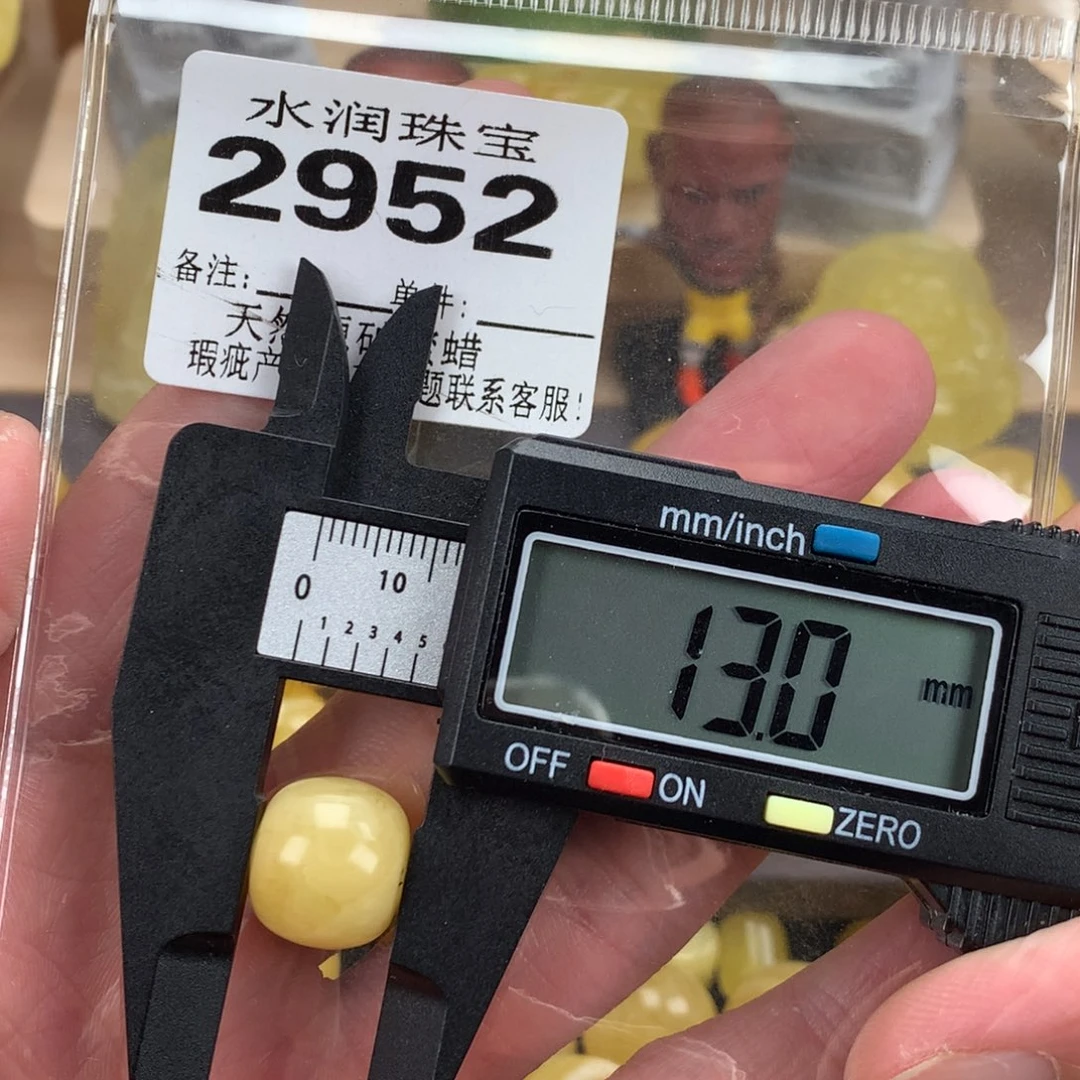 水润珠宝
2952
备注: 单件:
天然 蜡
瑕疵产 题联系客服!
mm/inch
0 10
1 2 3 4 5
13.0 mm
OFF ON ZERO